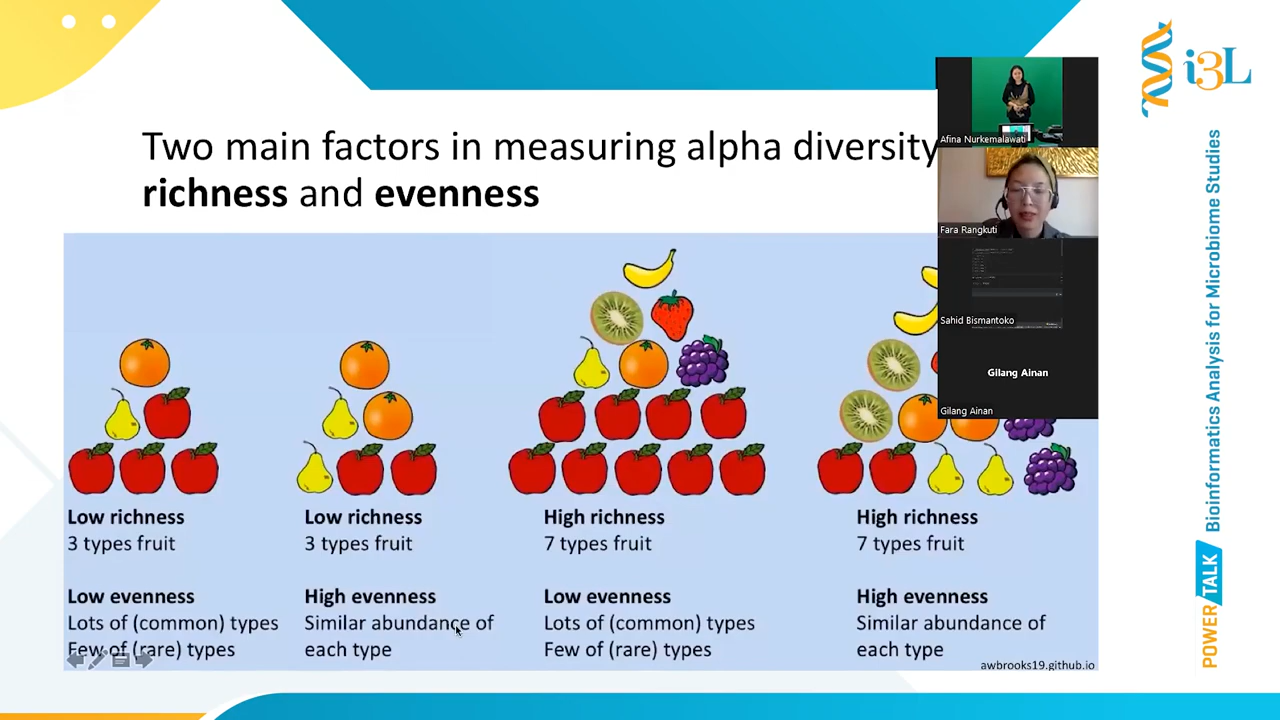 Two main factors in measuring alpha diversity
richness and evenness
Low richness
3 types fruit
Low evenness
Lots of (common) types
Few of (rare) types
Low richness
3 types fruit
High evenness
Similar abundance of
each type
High richness
7 types fruit
Low evenness
Lots of (common) types
Few of (rare) types
High richness
7 types fruit
High evenness
Similar abundance of
each type
awbrooks19.github.io
Afina Nurkemalawati
Fara Rangkuti
Sahid Bismantoko
Gilang Ainan
Gilang Ainan
i3L
POWER TALK Bioinformatics Analysis for Microbiome Studies